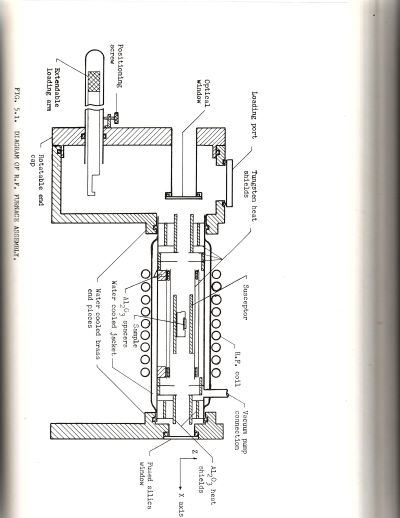 Loading port
Tungsten heat
shields
Susceptor
R.F. coil
Vacuum pump
connection
Optical
window
Al2O3 heat
shields
Z
X axis
Fused silica
window
Positioning
screw
Sample
Al2O3 spacers
Water cooled jacket
Water cooled brass
end pieces
Extendable
loading arm
Rotatable end
cap
FIG. 5.1. DIAGRAM OF R.F. FURNACE ASSEMBLY.